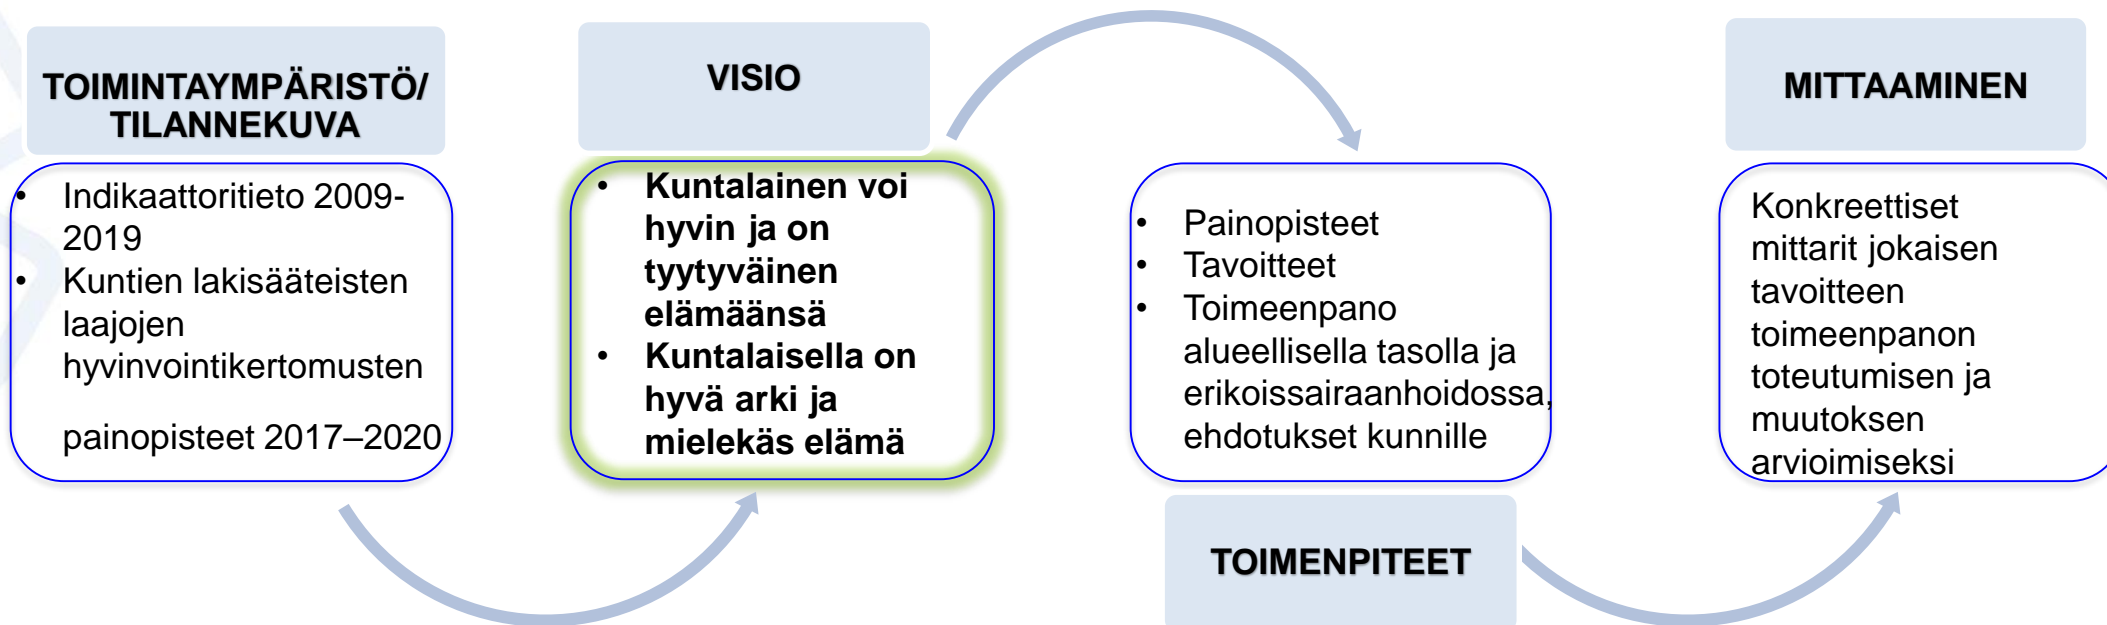 TOIMINTAYMPÄRISTÖ/
TILANNEKUVA
• Indikaattoritieto 2009-
2019
• Kuntien lakisääteisten
laajojen
hyvinvointikertomusten
painopisteet 2017–2020
VISIO
• Kuntalainen voi
hyvin ja on
tyytyväinen
elämäänsä
• Kuntalaisella on
hyvä arki ja
mielekäs elämä
• Painopisteet
• Tavoitteet
• Toimeenpano
alueellisella tasolla ja
erikoissairaanhoidossa,
ehdotukset kunnille
TOIMENPITEET
MITTAAMINEN
Konkreettiset
mittarit jokaisen
tavoitteen
toimeenpanon
toteutumisen ja
muutoksen
arvioimiseksi